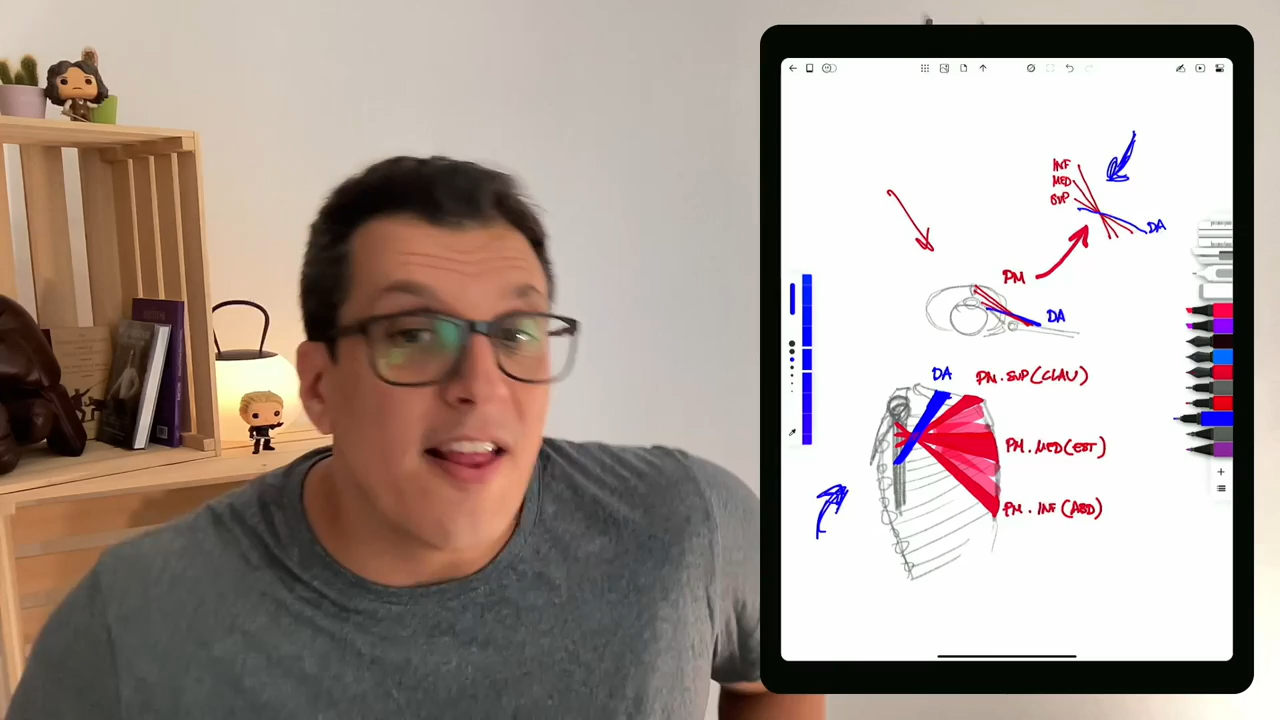 INF
MED
SUP
DA
PM
DA
DA
PM.SUP(CLAV)
PM.MED(EST)
PM.INF(ABD)